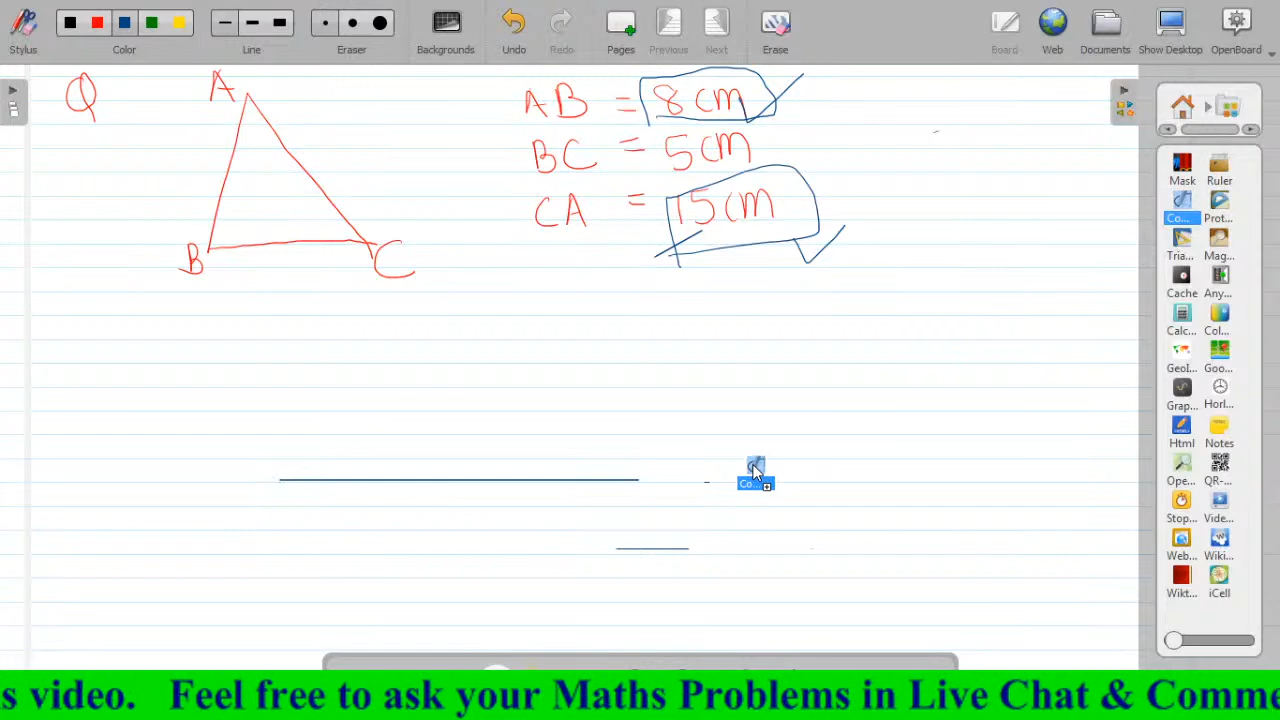 Stylus
Color
Line
Eraser
Backgrounds
Undo
Redo
Pages
Previous
Next
Erase
Board
Web
Documents
Show Desktop
OpenBoard
Q
A
B
C
AB = 8 cm
BC = 5 cm
CA = 15 cm
Mask Ruler
Co... Prot...
Tria... Mag...
Cache Any...
Calc... Col...
GeoI... Goo...
Grap... Horl...
Html Notes
Ope... QR-...
Stop... Vide...
Web... Wiki...
Wikt... iCell
Co...
s video. Feel free to ask your Maths Problems in Live Chat & Comme